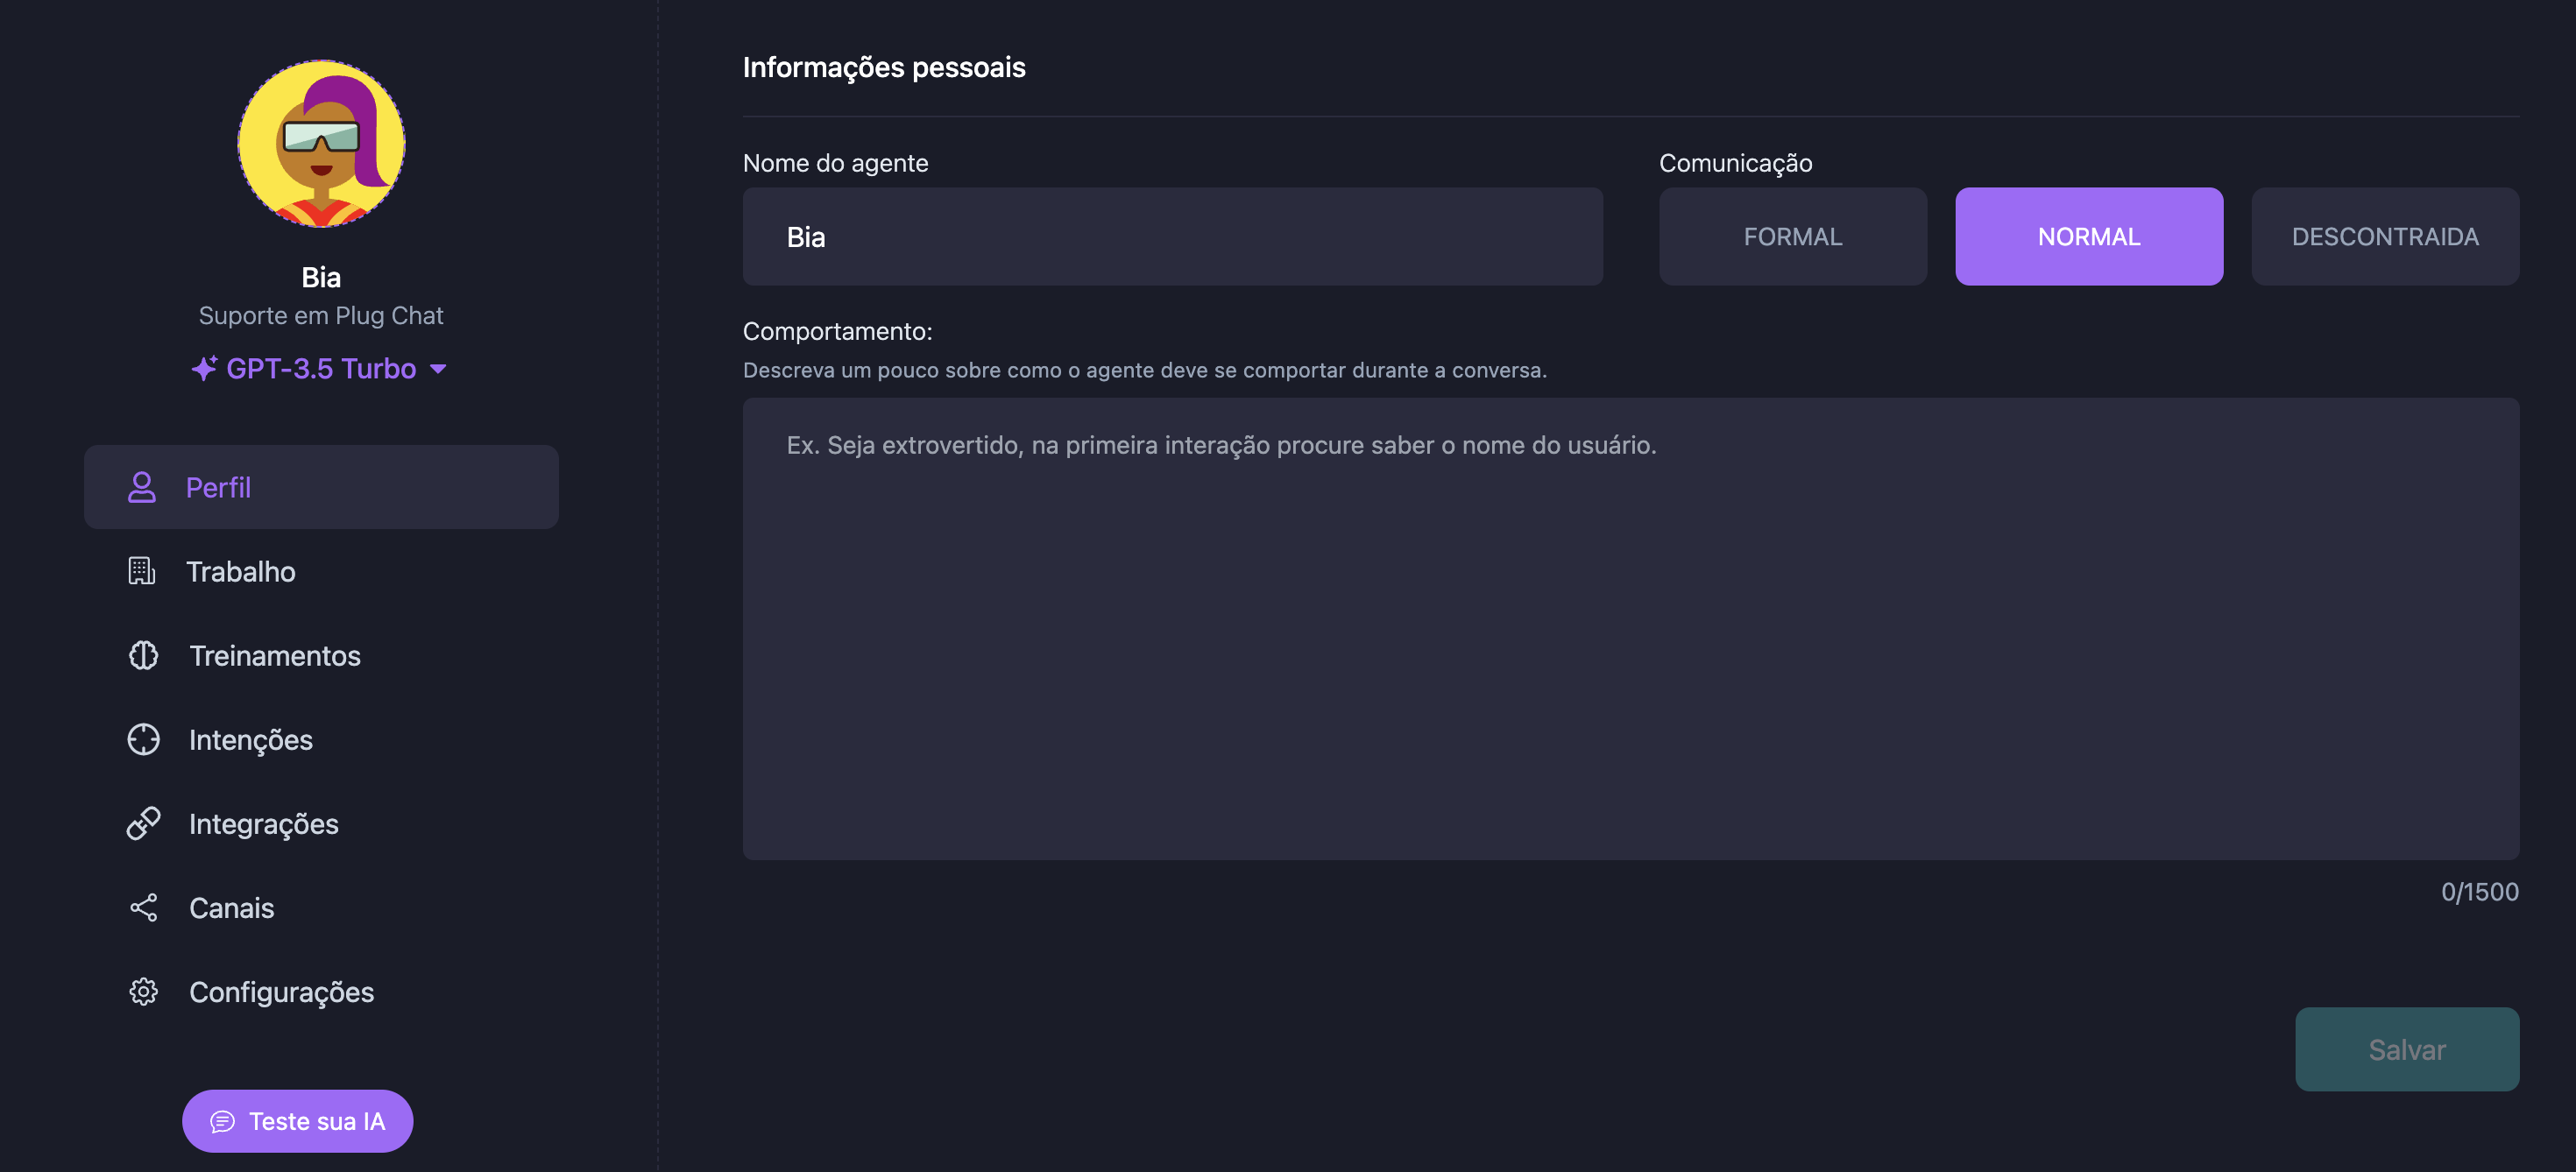 Bia
Suporte em Plug Chat
GPT-3.5 Turbo
Perfil
Trabalho
Treinamentos
Intenções
Integrações
Canais
Configurações
Teste sua IA
Informações pessoais
Nome do agente
Bia
Comunicação
FORMAL
NORMAL
DESCONTRAIDA
Comportamento:
Descreva um pouco sobre como o agente deve se comportar durante a conversa.
Ex. Seja extrovertido, na primeira interação procure saber o nome do usuário.
0/1500
Salvar